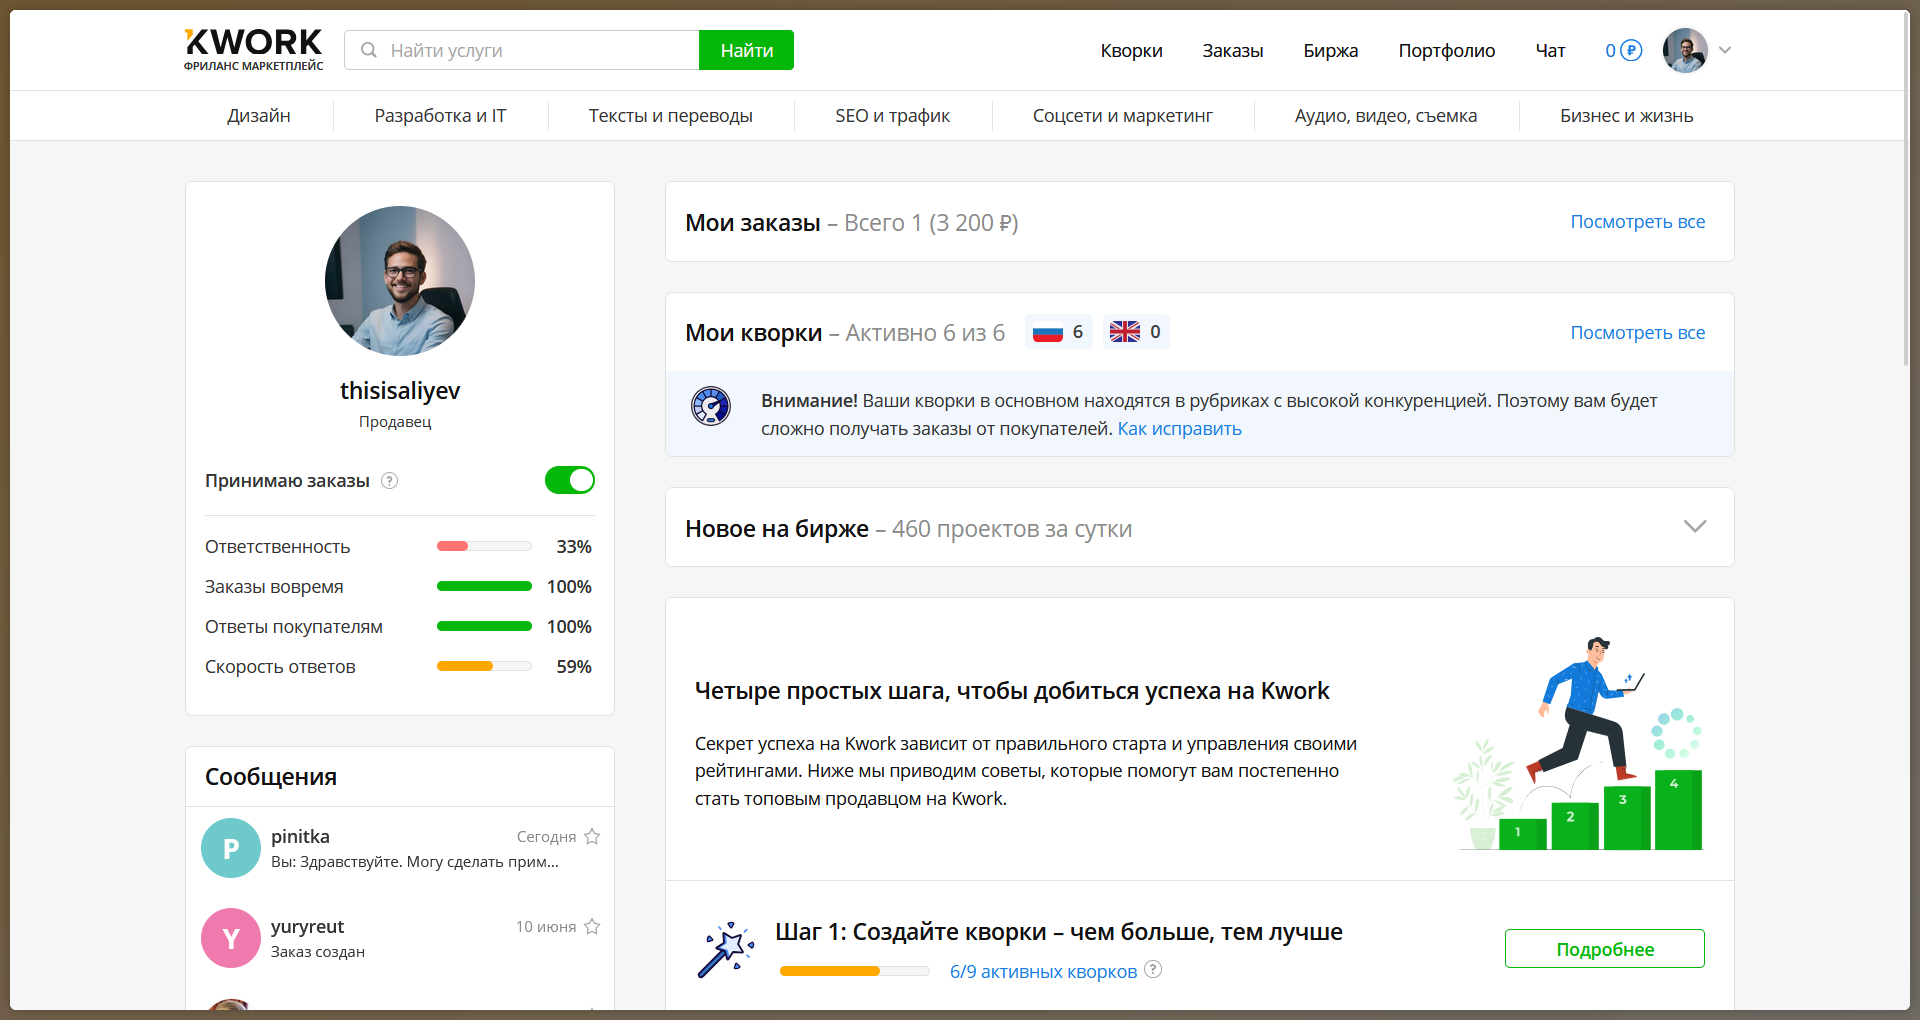 KWORK
ФРИЛАНС МАРКЕТПЛЕЙС
Найти услуги
Найти
Кворки
Заказы
Биржа
Портфолио
Чат
0 ₽
Дизайн
Разработка и IT
Тексты и переводы
SEO и трафик
Соцсети и маркетинг
Аудио, видео, съемка
Бизнес и жизнь
thisisaliyev
Продавец
Принимаю заказы ?
Ответственность 33%
Заказы вовремя 100%
Ответы покупателям 100%
Скорость ответов 59%
Сообщения
P
pinitka Сегодня
Вы: Здравствуйте. Могу сделать прим...
Y
yuryreut 10 июня
Заказ создан
Мои заказы – Всего 1 (3 200 ₽)
Посмотреть все
Мои кворки – Активно 6 из 6
6
0
Посмотреть все
Внимание! Ваши кворки в основном находятся в рубриках с высокой конкуренцией. Поэтому вам будет
сложно получать заказы от покупателей. Как исправить
Новое на бирже – 460 проектов за сутки
Четыре простых шага, чтобы добиться успеха на Kwork
Секрет успеха на Kwork зависит от правильного старта и управления своими
рейтингами. Ниже мы приводим советы, которые помогут вам постепенно
стать топовым продавцом на Kwork.
1
2
3
4
Шаг 1: Создайте кворки – чем больше, тем лучше
6/9 активных кворков ?
Подробнее